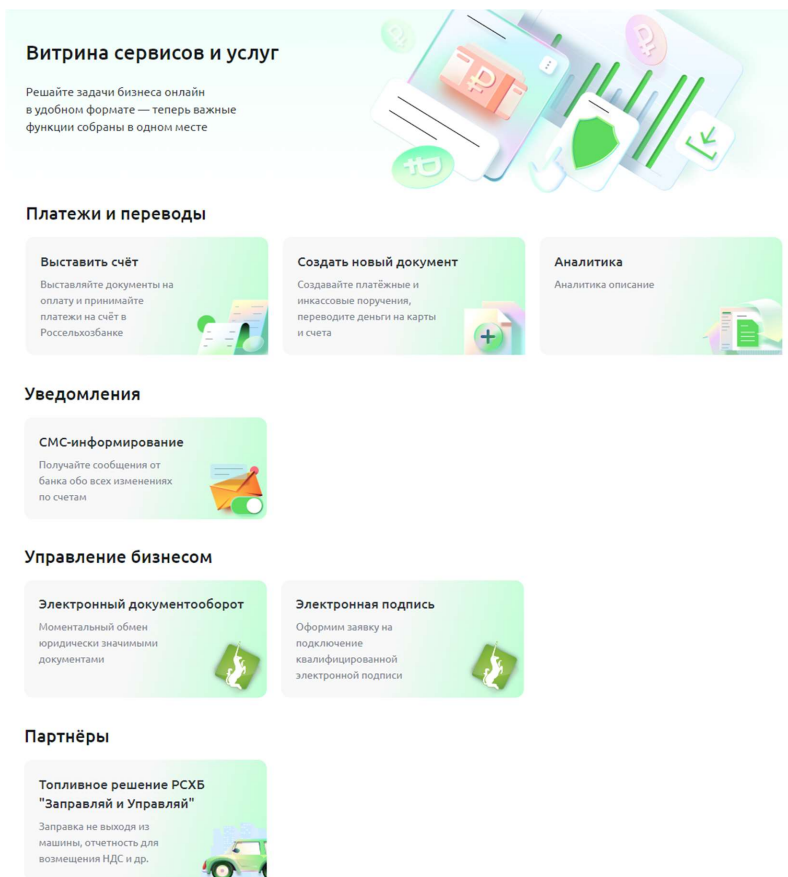 Витрина сервисов и услуг
Решайте задачи бизнеса онлайн
в удобном формате — теперь важные
функции собраны в одном месте
Платежи и переводы
Выставить счёт
Выставляйте документы на
оплату и принимайте
платежи на счёт в
Россельхозбанке
Создать новый документ
Создавайте платёжные и
инкассовые поручения,
переводите деньги на карты
и счета
Аналитика
Аналитика описание
Уведомления
СМС-информирование
Получайте сообщения от
банка обо всех изменениях
по счетам
Управление бизнесом
Электронный документооборот
Моментальный обмен
юридически значимыми
документами
Электронная подпись
Оформим заявку на
подключение
квалифицированной
электронной подписи
Партнёры
Топливное решение РСХБ
"Заправляй и Управляй"
Заправка не выходя из
машины, отчетность для
возмещения НДС и др.